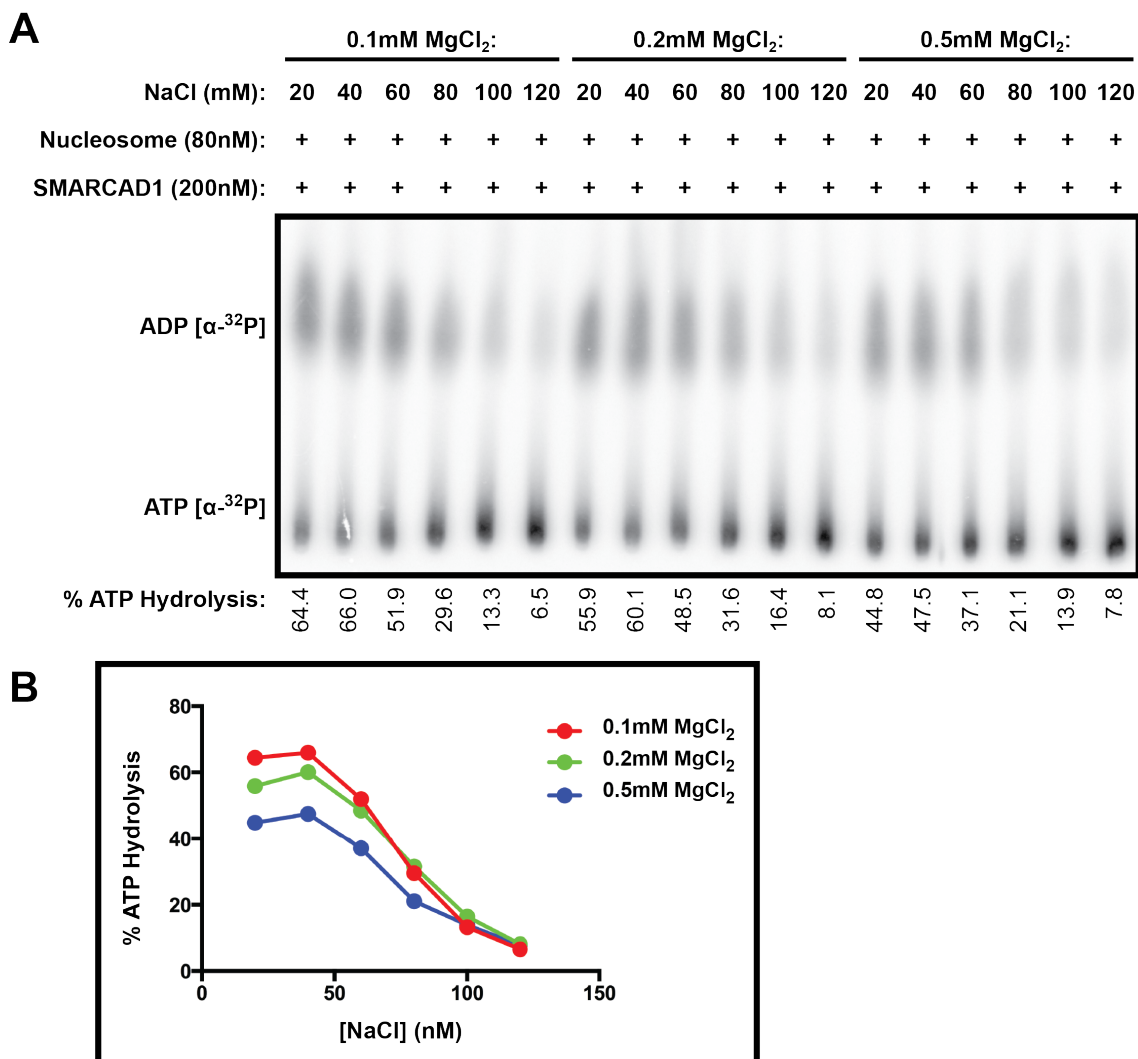 A
0.1mM MgCl₂: 0.2mM MgCl₂: 0.5mM MgCl₂:
NaCl (mM): 20 40 60 80 100 120 20 40 60 80 100 120 20 40 60 80 100 120
Nucleosome (80nM): + + + + + + + + + + + + + + + + + +
SMARCAD1 (200nM): + + + + + + + + + + + + + + + + + +
ADP [α-³²P]
ATP [α-³²P]
% ATP Hydrolysis: 64.4 66.0 51.9 29.6 13.3 6.5 55.9 60.1 48.5 31.6 16.4 8.1 44.8 47.5 37.1 21.1 13.9 7.8
B
% ATP Hydrolysis
80
60
40
20
0
0 50 100 150
[NaCl] (nM)
0.1mM MgCl₂
0.2mM MgCl₂
0.5mM MgCl₂